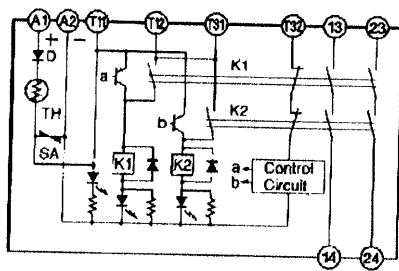 A1 A2 T11 T12 T31 T32 13 23
+ −
D
a
K1
TH
K2
b
SA
K1 K2
a
b
Control
Circuit
14 24